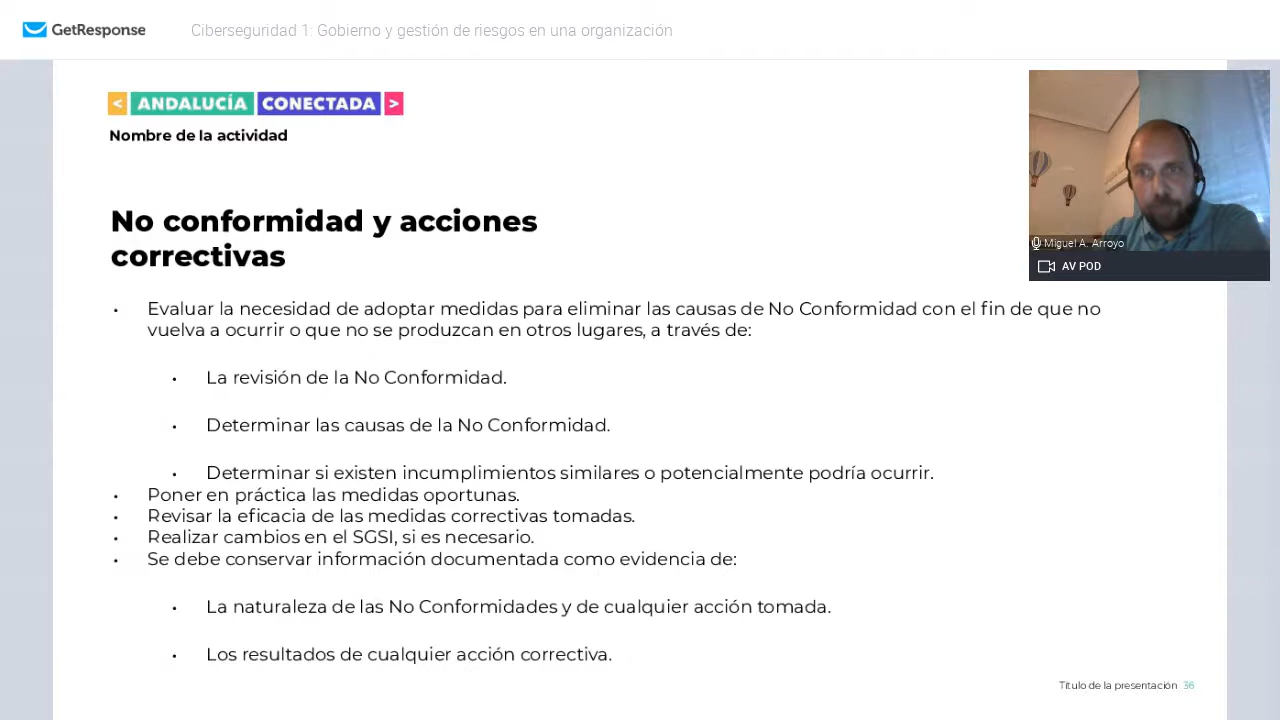 GetResponse
Ciberseguridad 1: Gobierno y gestión de riesgos en una organización
< ANDALUCÍA CONECTADA >
Nombre de la actividad
Miguel A. Arroyo
AV POD
No conformidad y acciones
correctivas
• Evaluar la necesidad de adoptar medidas para eliminar las causas de No Conformidad con el fin de que no
vuelva a ocurrir o que no se produzcan en otros lugares, a través de:
• La revisión de la No Conformidad.
• Determinar las causas de la No Conformidad.
• Determinar si existen incumplimientos similares o potencialmente podría ocurrir.
• Poner en práctica las medidas oportunas.
• Revisar la eficacia de las medidas correctivas tomadas.
• Realizar cambios en el SGSI, si es necesario.
• Se debe conservar información documentada como evidencia de:
• La naturaleza de las No Conformidades y de cualquier acción tomada.
• Los resultados de cualquier acción correctiva.
Título de la presentación 36